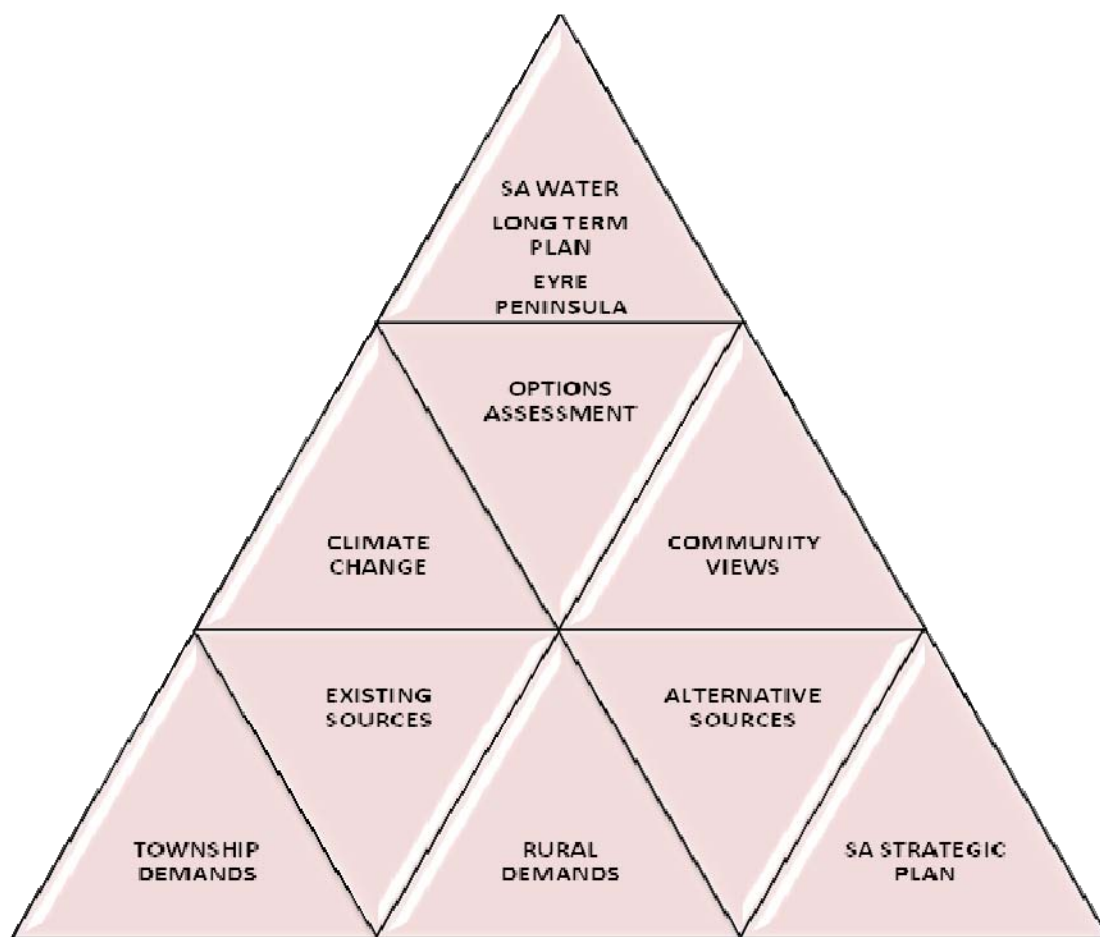 SA WATER
LONG TERM
PLAN
EYRE
PENINSULA
OPTIONS
ASSESSMENT
CLIMATE
CHANGE
COMMUNITY
VIEWS
EXISTING
SOURCES
ALTERNATIVE
SOURCES
TOWNSHIP
DEMANDS
RURAL
DEMANDS
SA STRATEGIC
PLAN